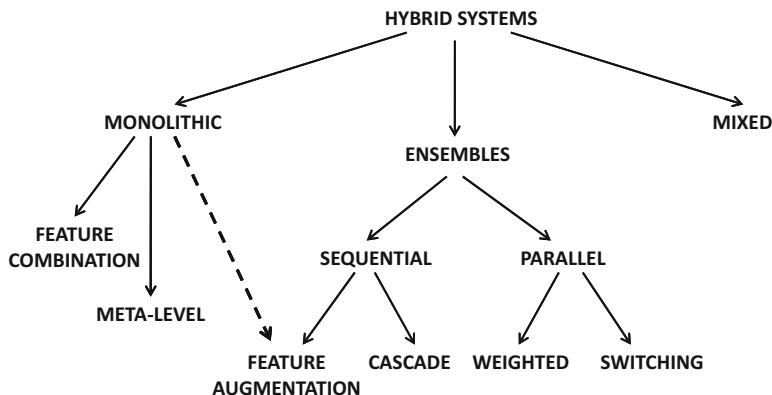 HYBRID SYSTEMS
MONOLITHIC
MIXED
ENSEMBLES
FEATURE
COMBINATION
SEQUENTIAL
PARALLEL
META-LEVEL
FEATURE
AUGMENTATION
CASCADE
WEIGHTED
SWITCHING